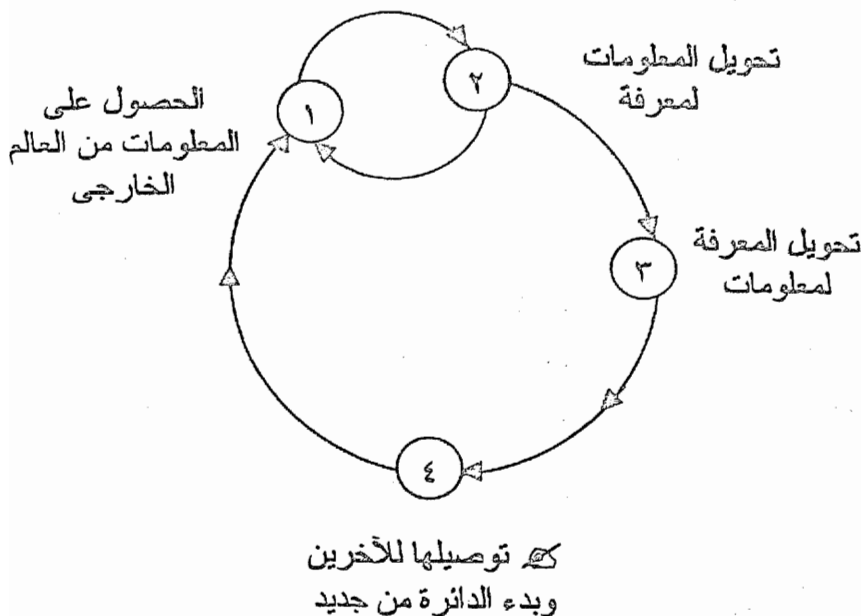 ١
الحصول على
المعلومات من العالم
الخارجى
٢
تحويل المعلومات
لمعرفة
٣
تحويل المعرفة
لمعلومات
٤
توصيلها للآخرين
وبدء الدائرة من جديد